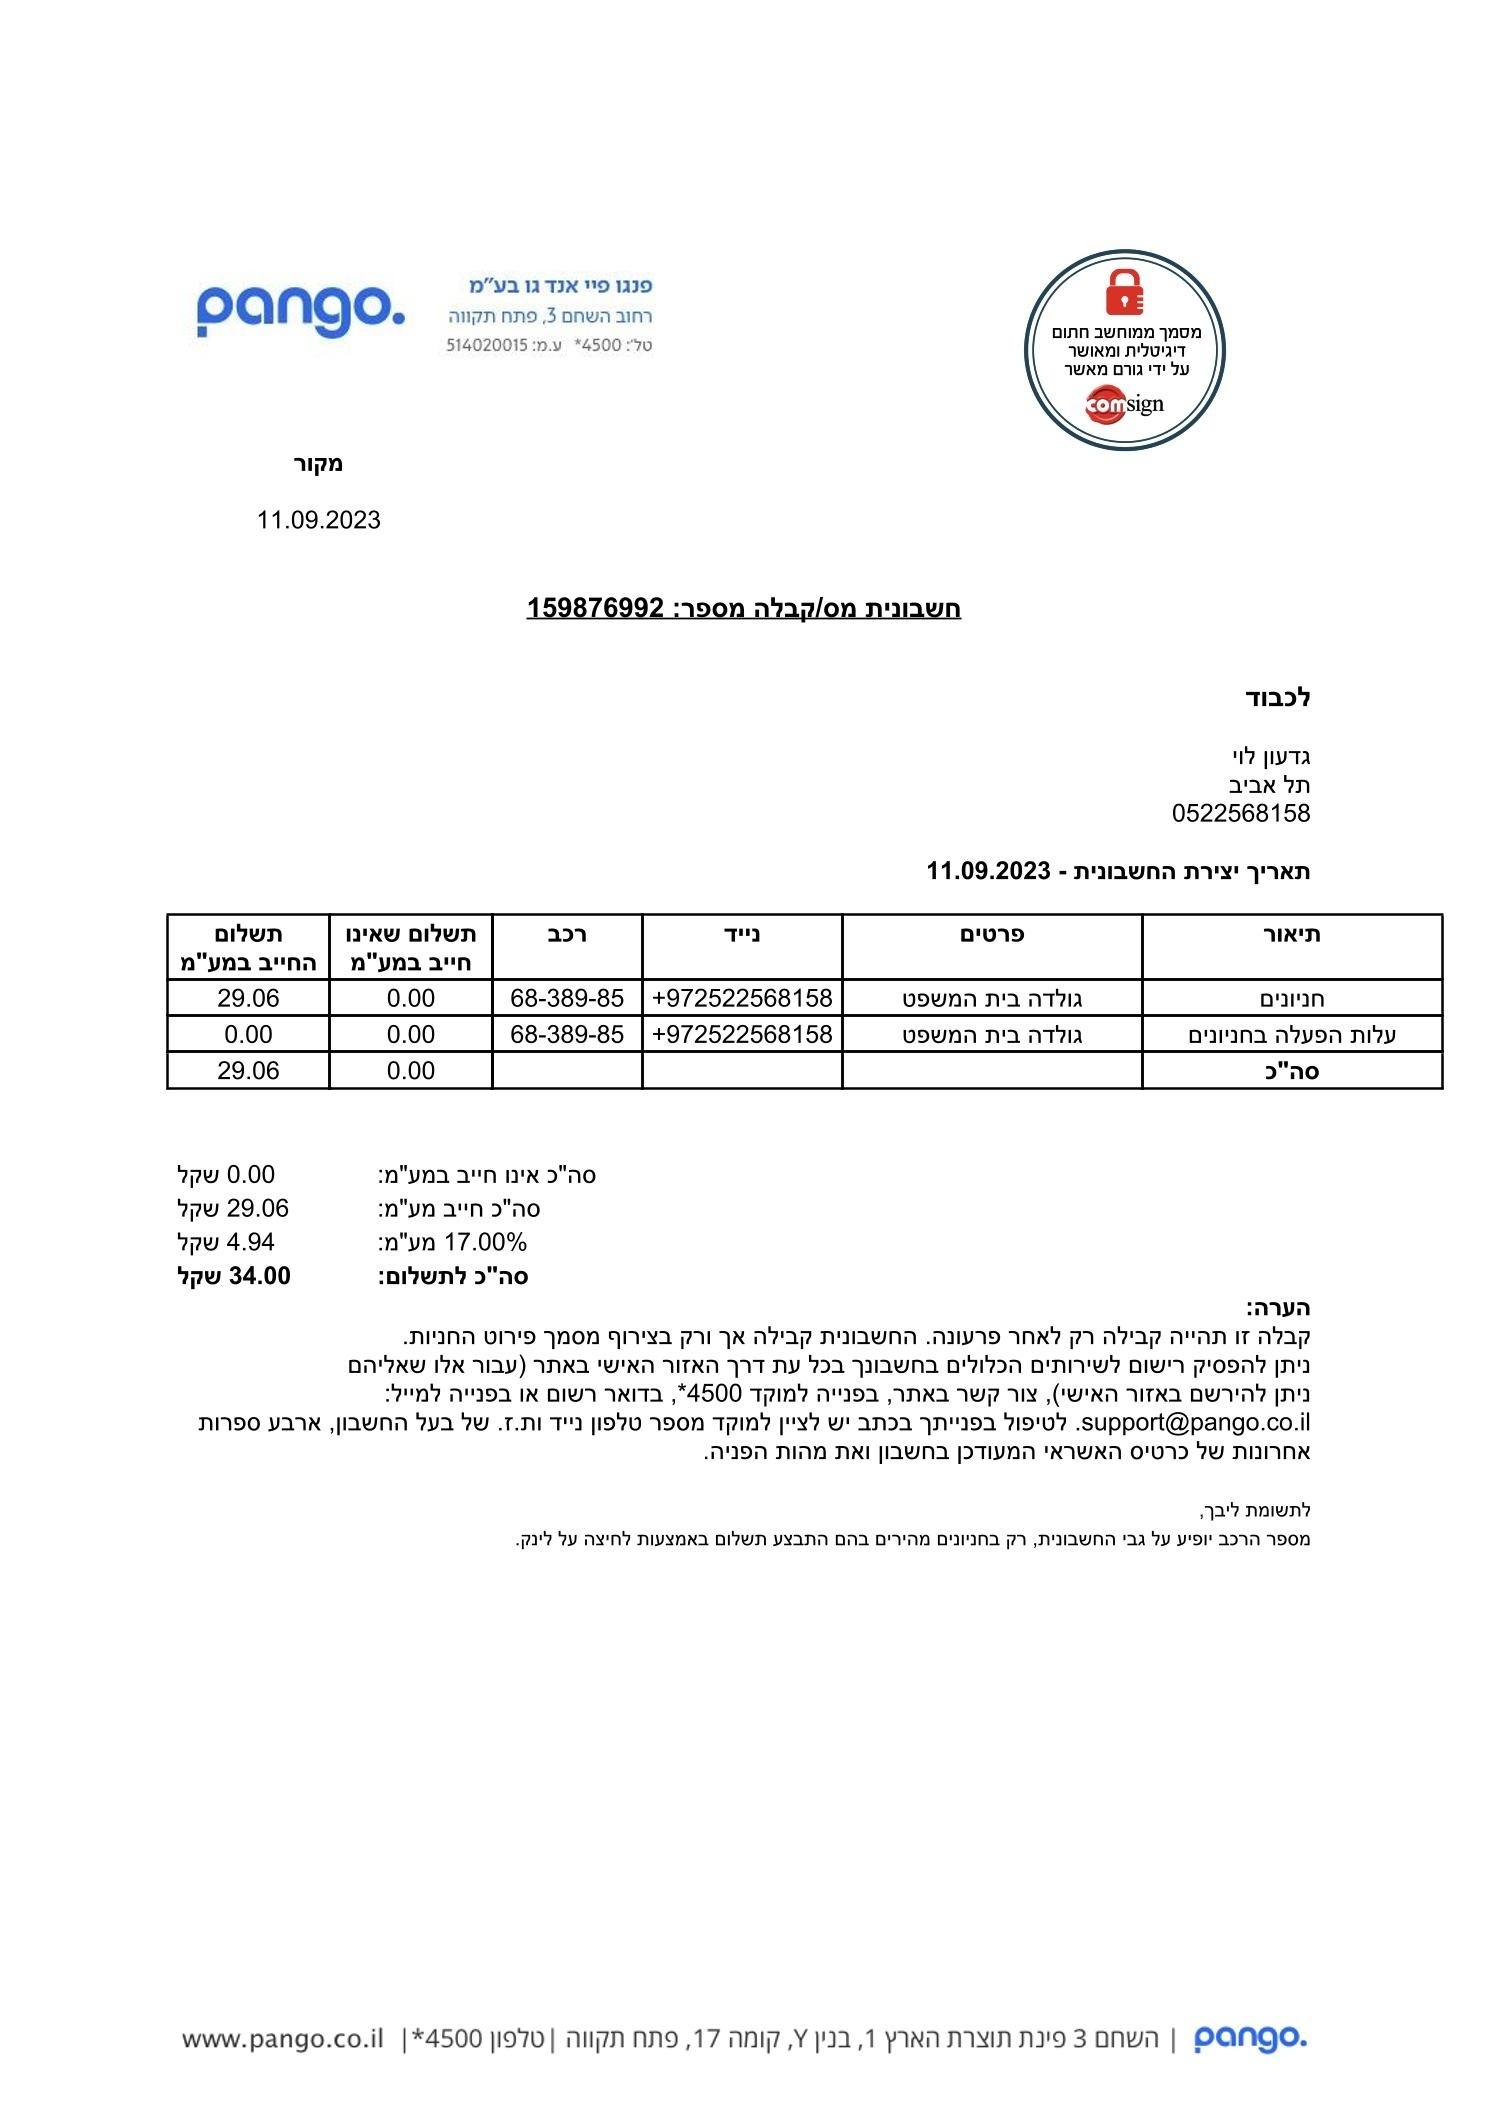 pango.
פנגו פיי אנד גו בע"מ
רחוב השחם 3, פתח תקווה
טל': 4500* ע.מ: 514020015
מסמך ממוחשב חתום
דיגיטלית ומאושר
על ידי גורם מאשר
comsign
מקור
11.09.2023
חשבונית מס/קבלה מספר: 159876992
לכבוד
גדעון לוי
תל אביב
0522568158
תאריך יצירת החשבונית - 11.09.2023
תיאור פרטים נייד רכב תשלום שאינו חייב במע"מ תשלום החייב במע"מ
חניונים גולדה בית המשפט +972522568158 68-389-85 0.00 29.06
עלות הפעלה בחניונים גולדה בית המשפט +972522568158 68-389-85 0.00 0.00
סה"כ 0.00 29.06
סה"כ אינו חייב במע"מ: 0.00 שקל
סה"כ חייב מע"מ: 29.06 שקל
17.00% מע"מ: 4.94 שקל
סה"כ לתשלום: 34.00 שקל
הערה:
קבלה זו תהייה קבילה רק לאחר פרעונה. החשבונית קבילה אך ורק בצירוף מסמך פירוט החניות.
ניתן להפסיק רישום לשירותים הכלולים בחשבונך בכל עת דרך האזור האישי באתר (עבור אלו שאליהם
ניתן להירשם באזור האישי), צור קשר באתר, בפנייה למוקד 4500*, בדואר רשום או בפנייה למייל:
support@pango.co.il. לטיפול בפנייתך בכתב יש לציין למוקד מספר טלפון נייד ות.ז. של בעל החשבון, ארבע ספרות
אחרונות של כרטיס האשראי המעודכן בחשבון ואת מהות הפניה.
לתשומת ליבך,
מספר הרכב יופיע על גבי החשבונית, רק בחניונים מהירים בהם התבצע תשלום באמצעות לחיצה על לינק.
pango. | השחם 3 פינת תוצרת הארץ 1, בנין Y, קומה 17, פתח תקווה | טלפון 4500* | www.pango.co.il